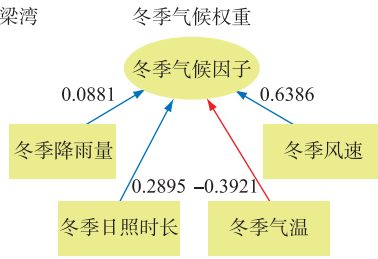 梁湾
冬季气候权重
冬季气候因子
0.0881
0.6386
冬季降雨量
冬季风速
0.2895
-0.3921
冬季日照时长
冬季气温